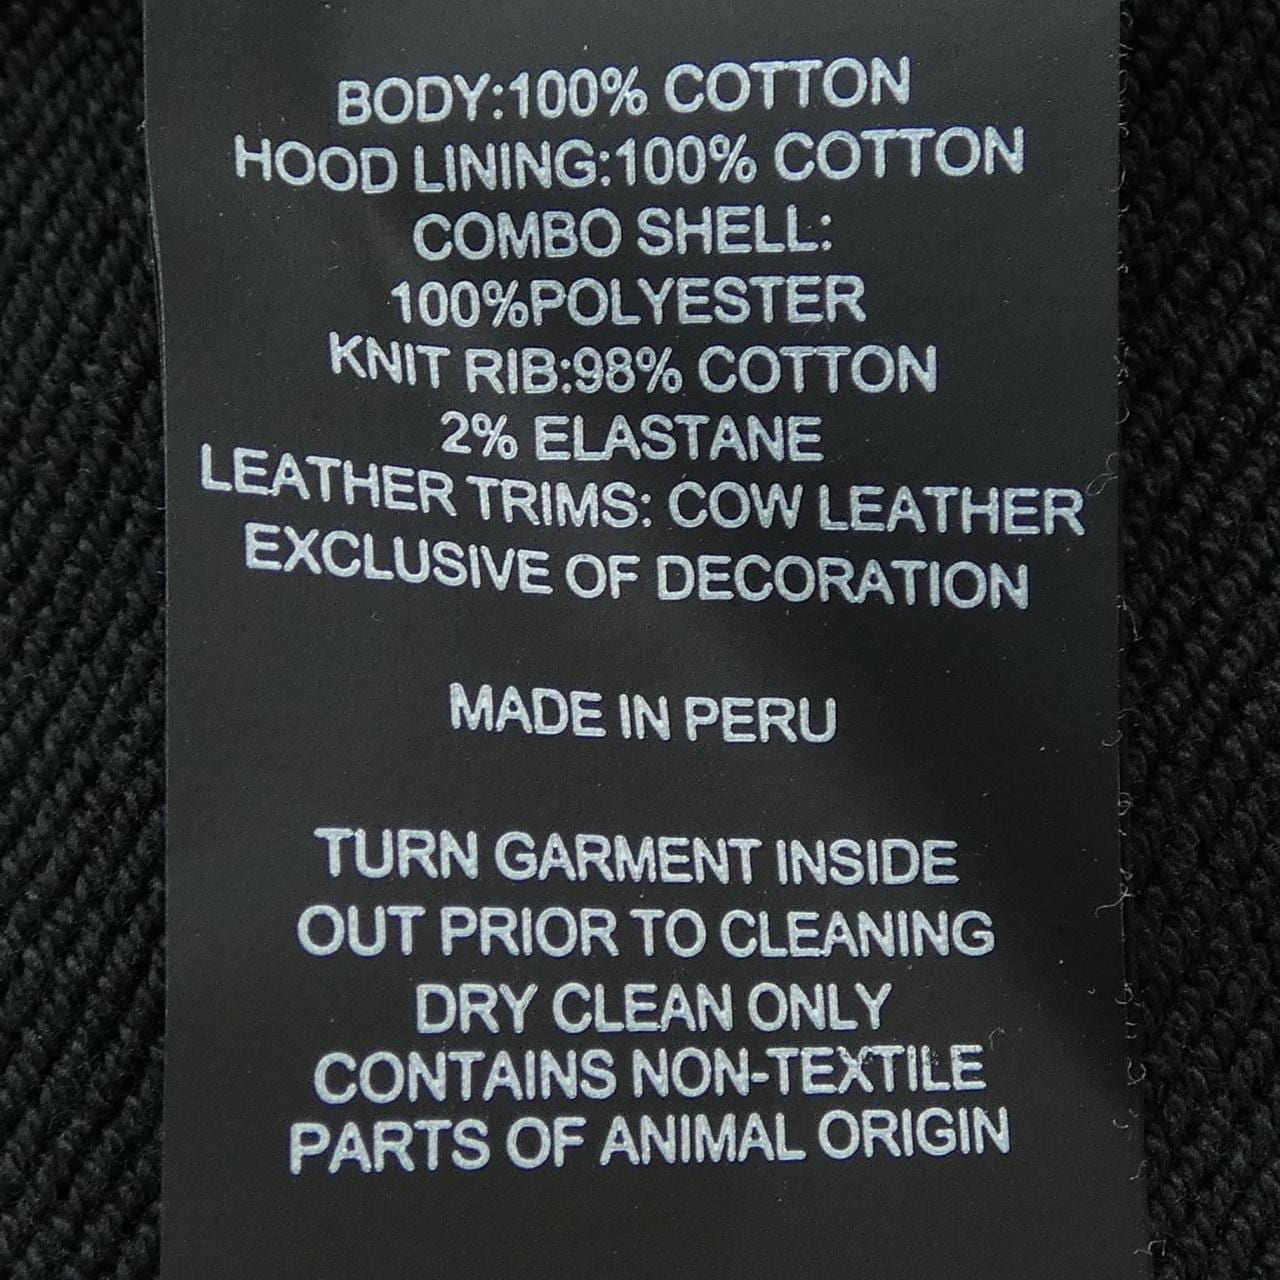 BODY:100% COTTON
HOOD LINING:100% COTTON
COMBO SHELL:
100%POLYESTER
KNIT RIB:98% COTTON
2% ELASTANE
LEATHER TRIMS: COW LEATHER
EXCLUSIVE OF DECORATION
MADE IN PERU
TURN GARMENT INSIDE
OUT PRIOR TO CLEANING
DRY CLEAN ONLY
CONTAINS NON-TEXTILE
PARTS OF ANIMAL ORIGIN